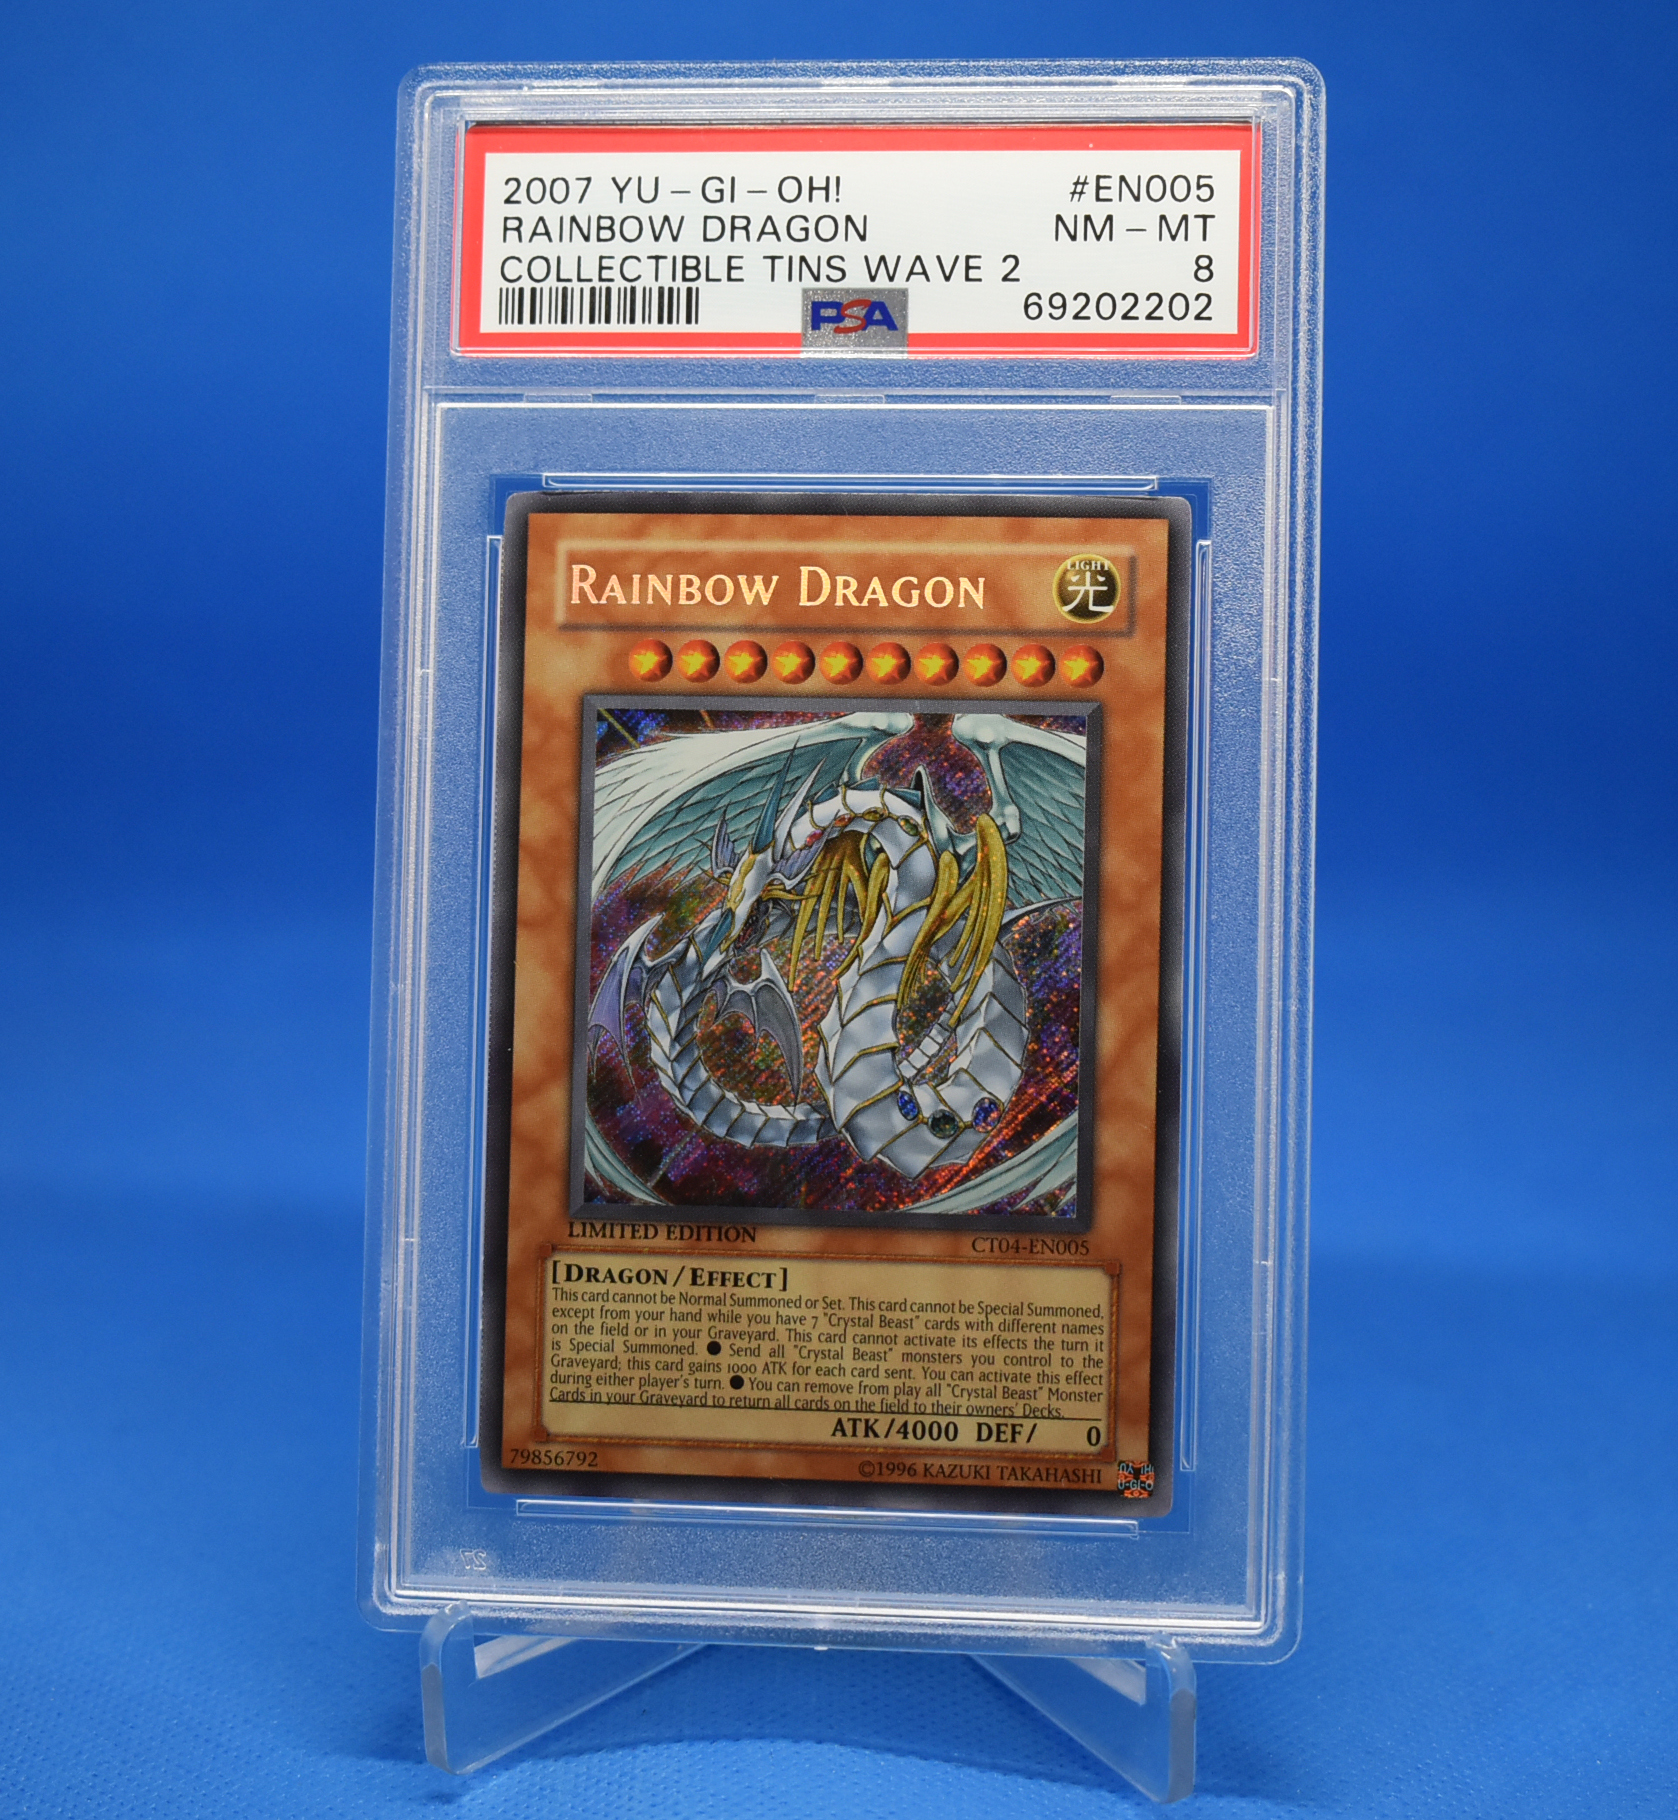 2007 YU-GI-OH! #EN005
RAINBOW DRAGON NM-MT
COLLECTIBLE TINS WAVE 2 8
PSA 69202202
RAINBOW DRAGON
LIGHT
光
LIMITED EDITION CT04-EN005
[DRAGON/EFFECT]
This card cannot be Normal Summoned or Set. This card cannot be Special Summoned,
except from your hand while you have 7 "Crystal Beast" cards with different names
on the field or in your Graveyard. This card cannot activate its effects the turn it
is Special Summoned. ● Send all "Crystal Beast" monsters you control to the
Graveyard; this card gains 1000 ATK for each card sent. You can activate this effect
during either player's turn. ● You can remove from play all "Crystal Beast" Monster
Cards in your Graveyard to return all cards on the field to their owners' Decks.
ATK/4000 DEF/ 0
79856792 ©1996 KAZUKI TAKAHASHI